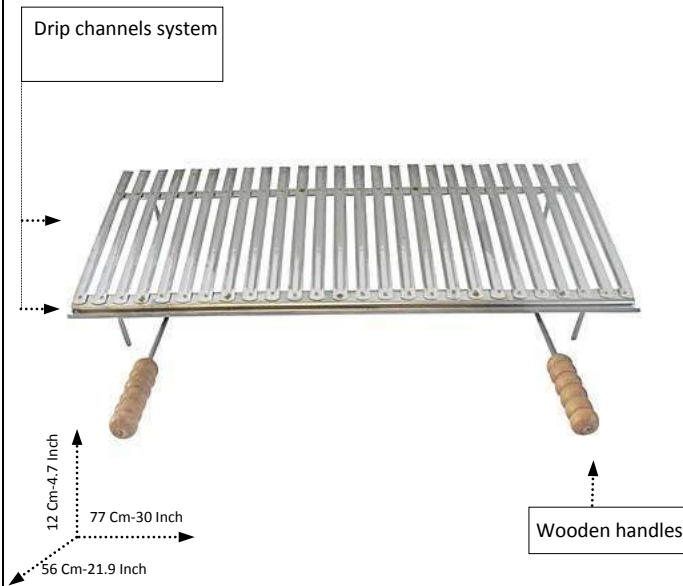 Drip channels system
12 Cm-4.7 Inch
77 Cm-30 Inch
56 Cm-21.9 Inch
Wooden handles